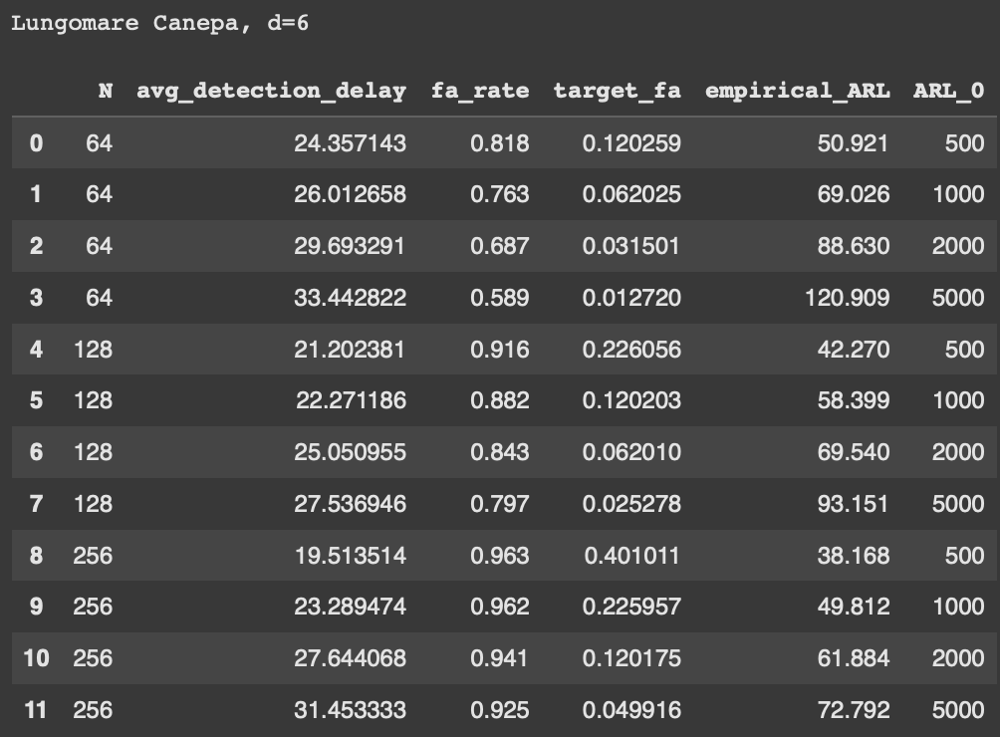 Lungomare Canepa, d=6
N avg_detection_delay fa_rate target_fa empirical_ARL ARL_0
0 64 24.357143 0.818 0.120259 50.921 500
1 64 26.012658 0.763 0.062025 69.026 1000
2 64 29.693291 0.687 0.031501 88.630 2000
3 64 33.442822 0.589 0.012720 120.909 5000
4 128 21.202381 0.916 0.226056 42.270 500
5 128 22.271186 0.882 0.120203 58.399 1000
6 128 25.050955 0.843 0.062010 69.540 2000
7 128 27.536946 0.797 0.025278 93.151 5000
8 256 19.513514 0.963 0.401011 38.168 500
9 256 23.289474 0.962 0.225957 49.812 1000
10 256 27.644068 0.941 0.120175 61.884 2000
11 256 31.453333 0.925 0.049916 72.792 5000